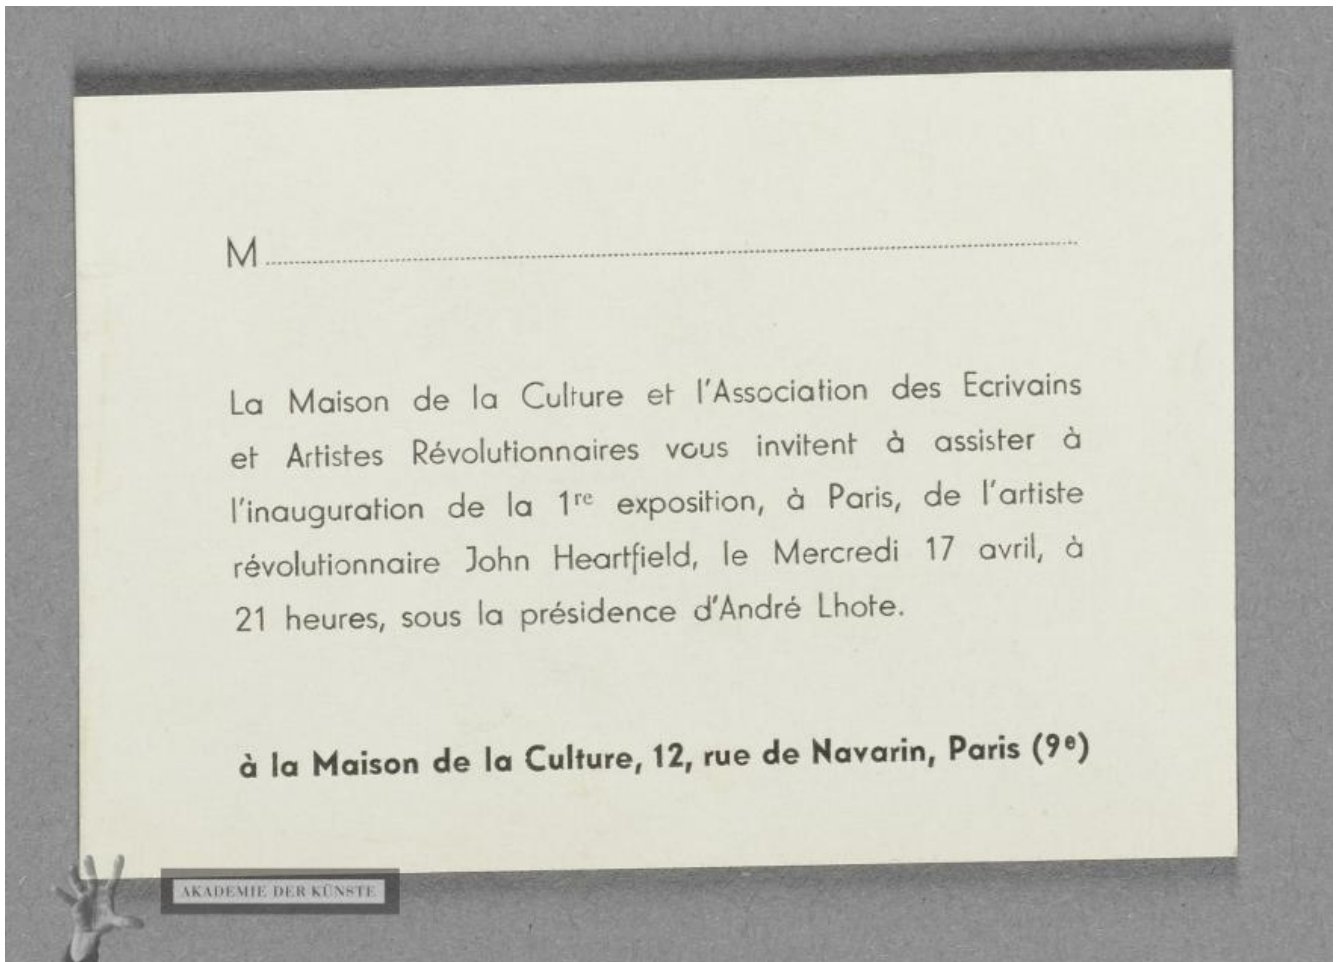 M
La Maison de la Culture et l'Association des Ecrivains
et Artistes Révolutionnaires vous invitent à assister à
l'inauguration de la 1re exposition, à Paris, de l'artiste
révolutionnaire John Heartfield, le Mercredi 17 avril, à
21 heures, sous la présidence d'André Lhote.
à la Maison de la Culture, 12, rue de Navarin, Paris (9e)
AKADEMIE DER KÜNSTE